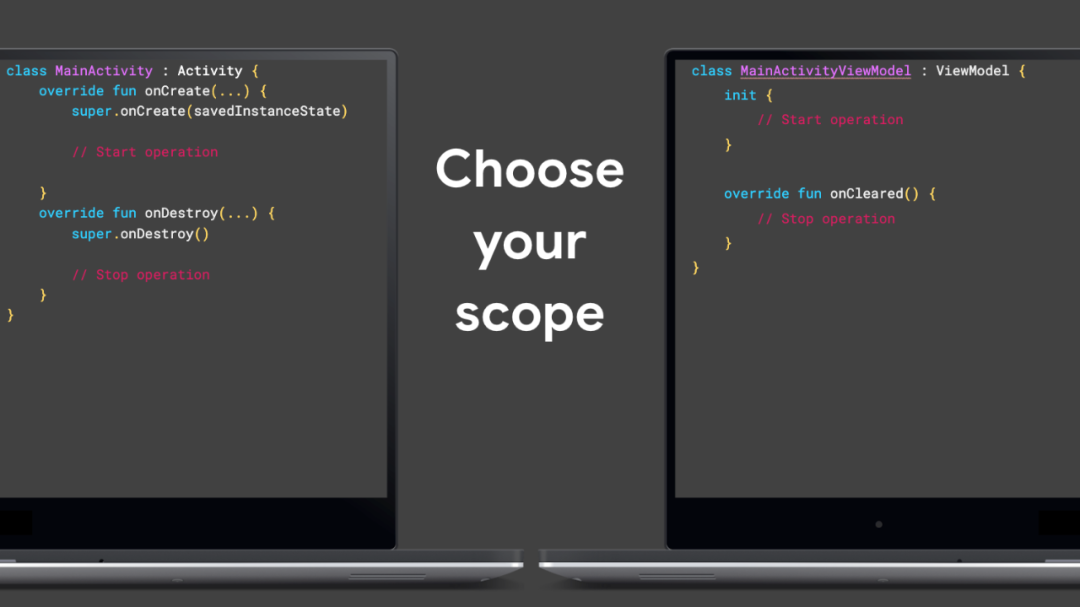 class MainActivity : Activity {
override fun onCreate(...) {
super.onCreate(savedInstanceState)
// Start operation
}
override fun onDestroy(...) {
super.onDestroy()
// Stop operation
}
}
Choose
your
scope
class MainActivityViewModel : ViewModel {
init {
// Start operation
}
override fun onCleared() {
// Stop operation
}
}